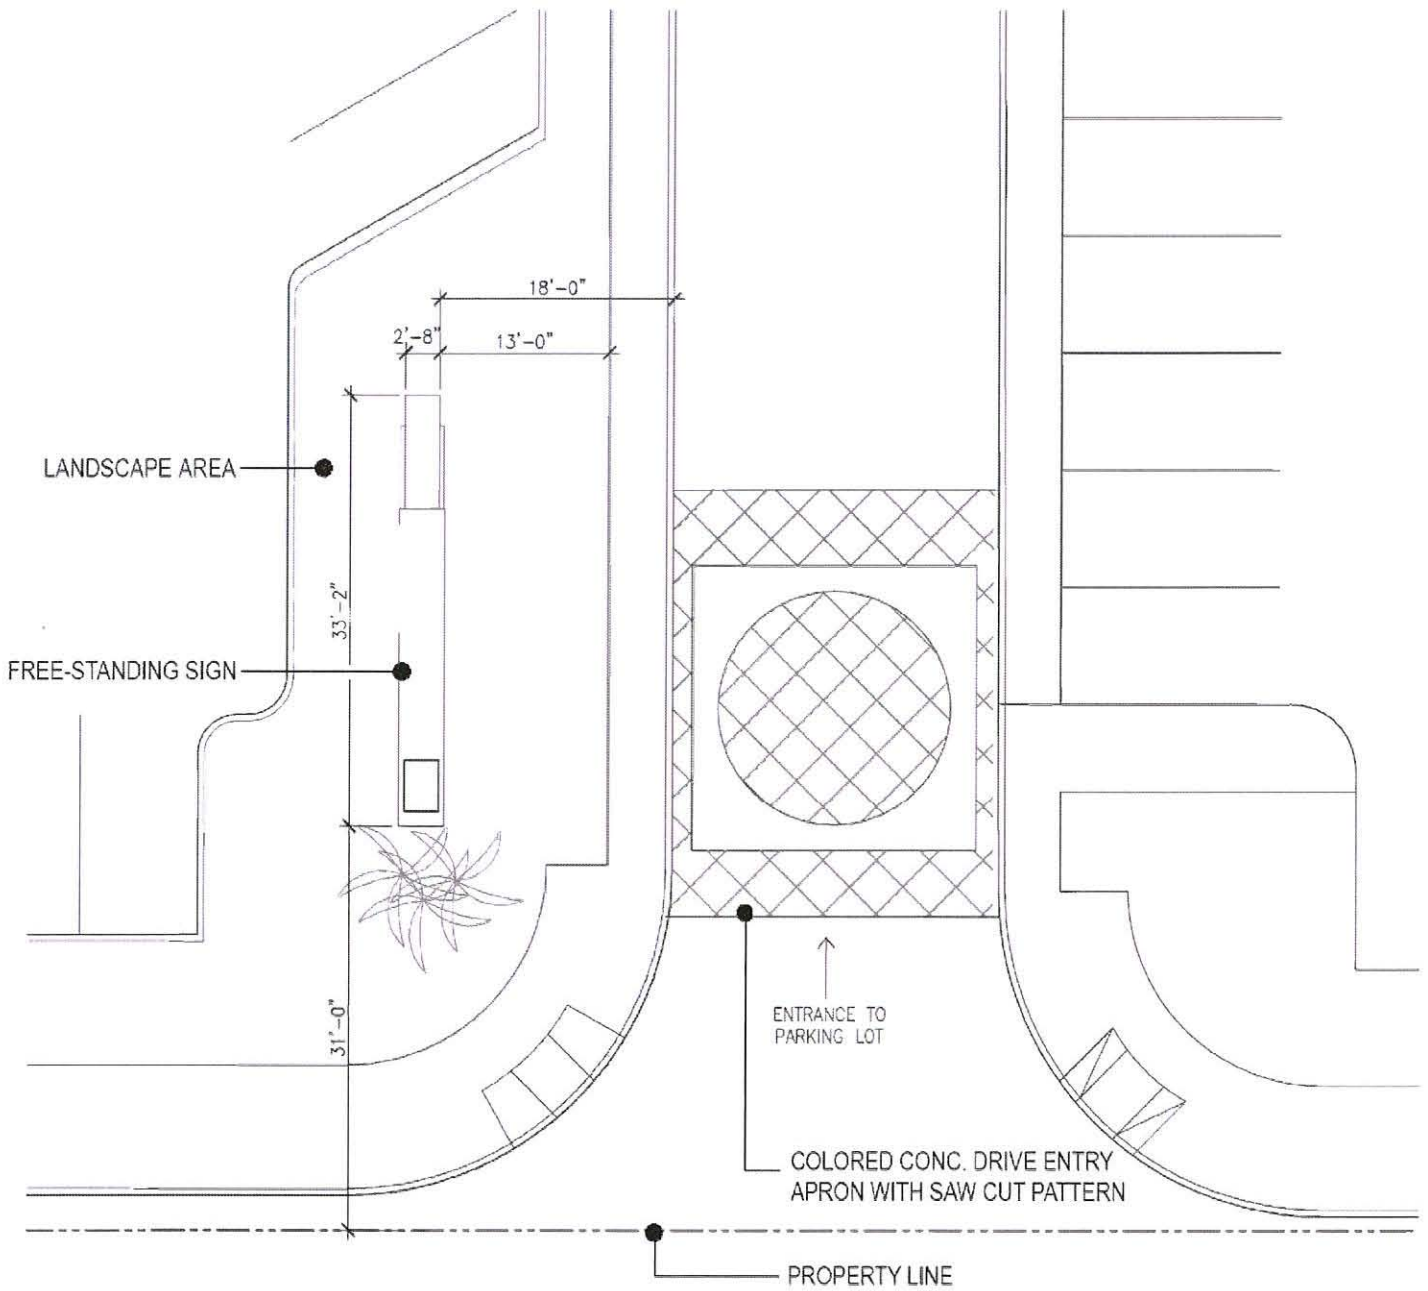 18'-0"
2'-8"
13'-0"
LANDSCAPE AREA
33'-2"
FREE-STANDING SIGN
31'-0"
ENTRANCE TO
PARKING LOT
COLORED CONC. DRIVE ENTRY
APRON WITH SAW CUT PATTERN
PROPERTY LINE